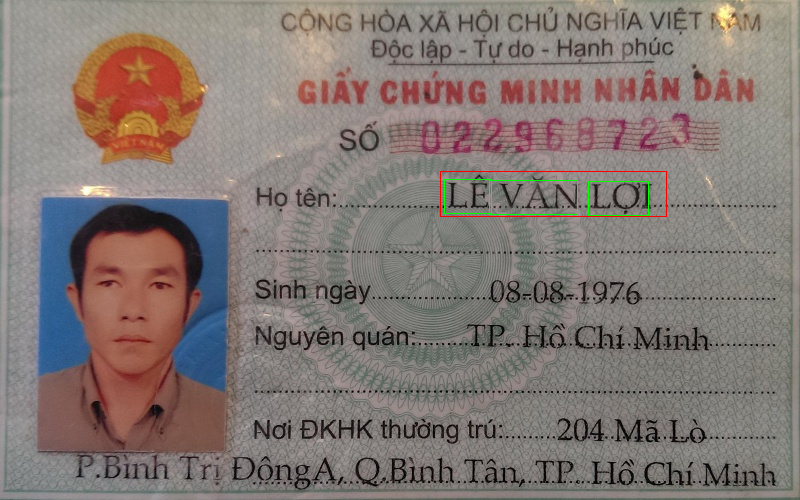 CỘNG HÒA XÃ HỘI CHỦ NGHĨA VIỆT NAM
Độc lập - Tự do - Hạnh phúc
GIẤY CHỨNG MINH NHÂN DÂN
SỐ 022968723
VIỆT NAM
Họ tên: LÊ VĂN LỢI
Sinh ngày 08-08-1976
Nguyên quán: TP. Hồ Chí Minh
Nơi ĐKHK thường trú: 204 Mã Lò
P.Bình Trị ĐôngA, Q.Bình Tân, TP. Hồ Chí Minh